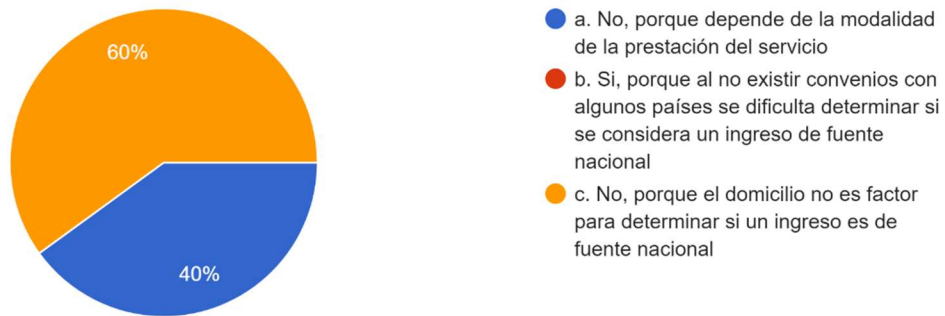 60%
40%
a. No, porque depende de la modalidad
de la prestación del servicio
b. Si, porque al no existir convenios con
algunos países se dificulta determinar si
se considera un ingreso de fuente
nacional
c. No, porque el domicilio no es factor
para determinar si un ingreso es de
fuente nacional